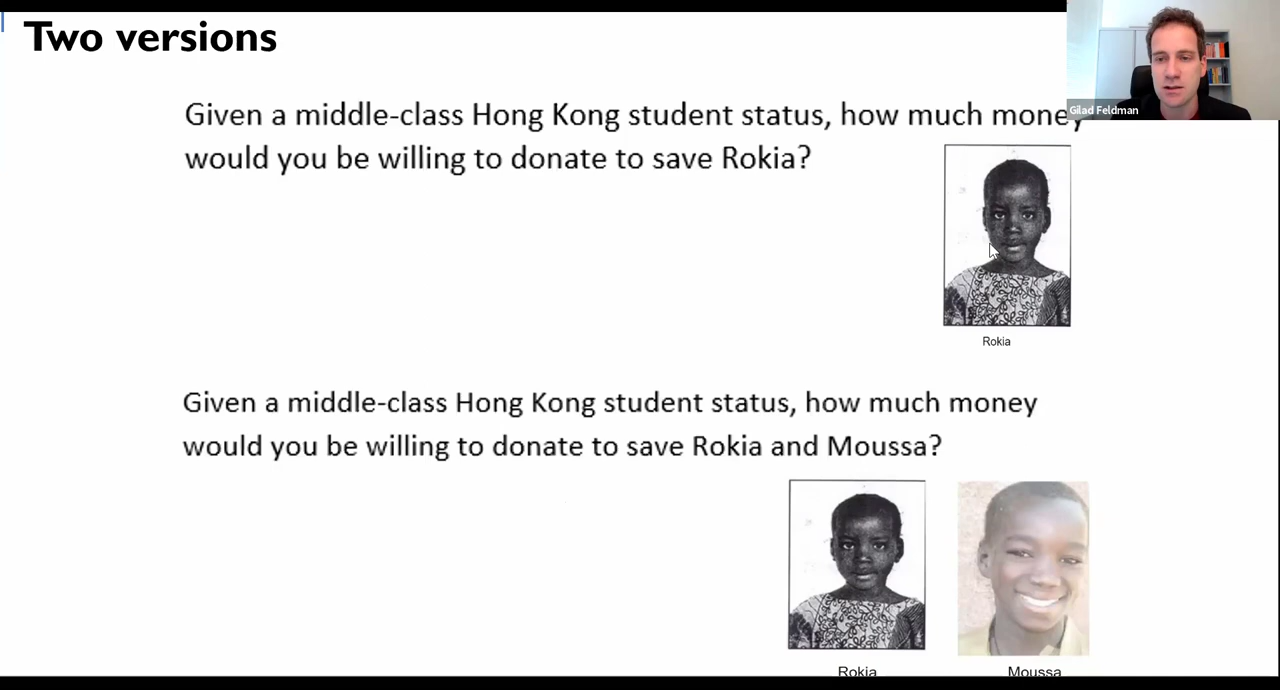 Two versions
Given a middle-class Hong Kong student status, how much money
would you be willing to donate to save Rokia?
Gilad Feldman
Rokia
Given a middle-class Hong Kong student status, how much money
would you be willing to donate to save Rokia and Moussa?
Rokia
Moussa